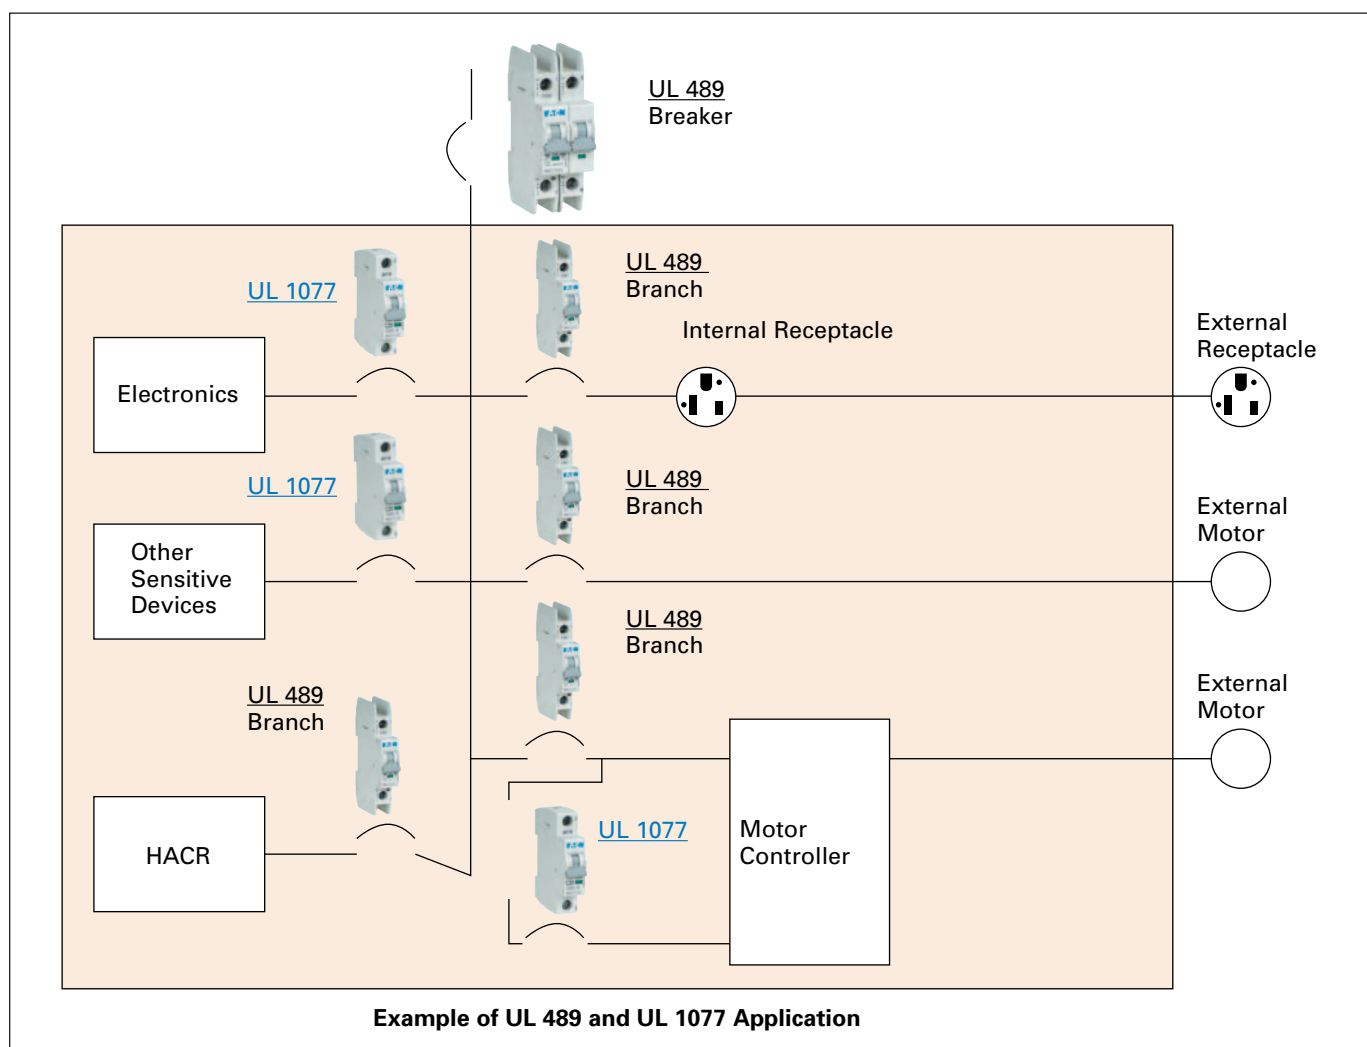 UL 489
Breaker
UL 1077
UL 489
Branch
Internal Receptacle
External
Receptacle
Electronics
UL 1077
UL 489
Branch
External
Motor
Other
Sensitive
Devices
UL 489
Branch
UL 489
Branch
External
Motor
HACR
UL 1077
Motor
Controller
Example of UL 489 and UL 1077 Application